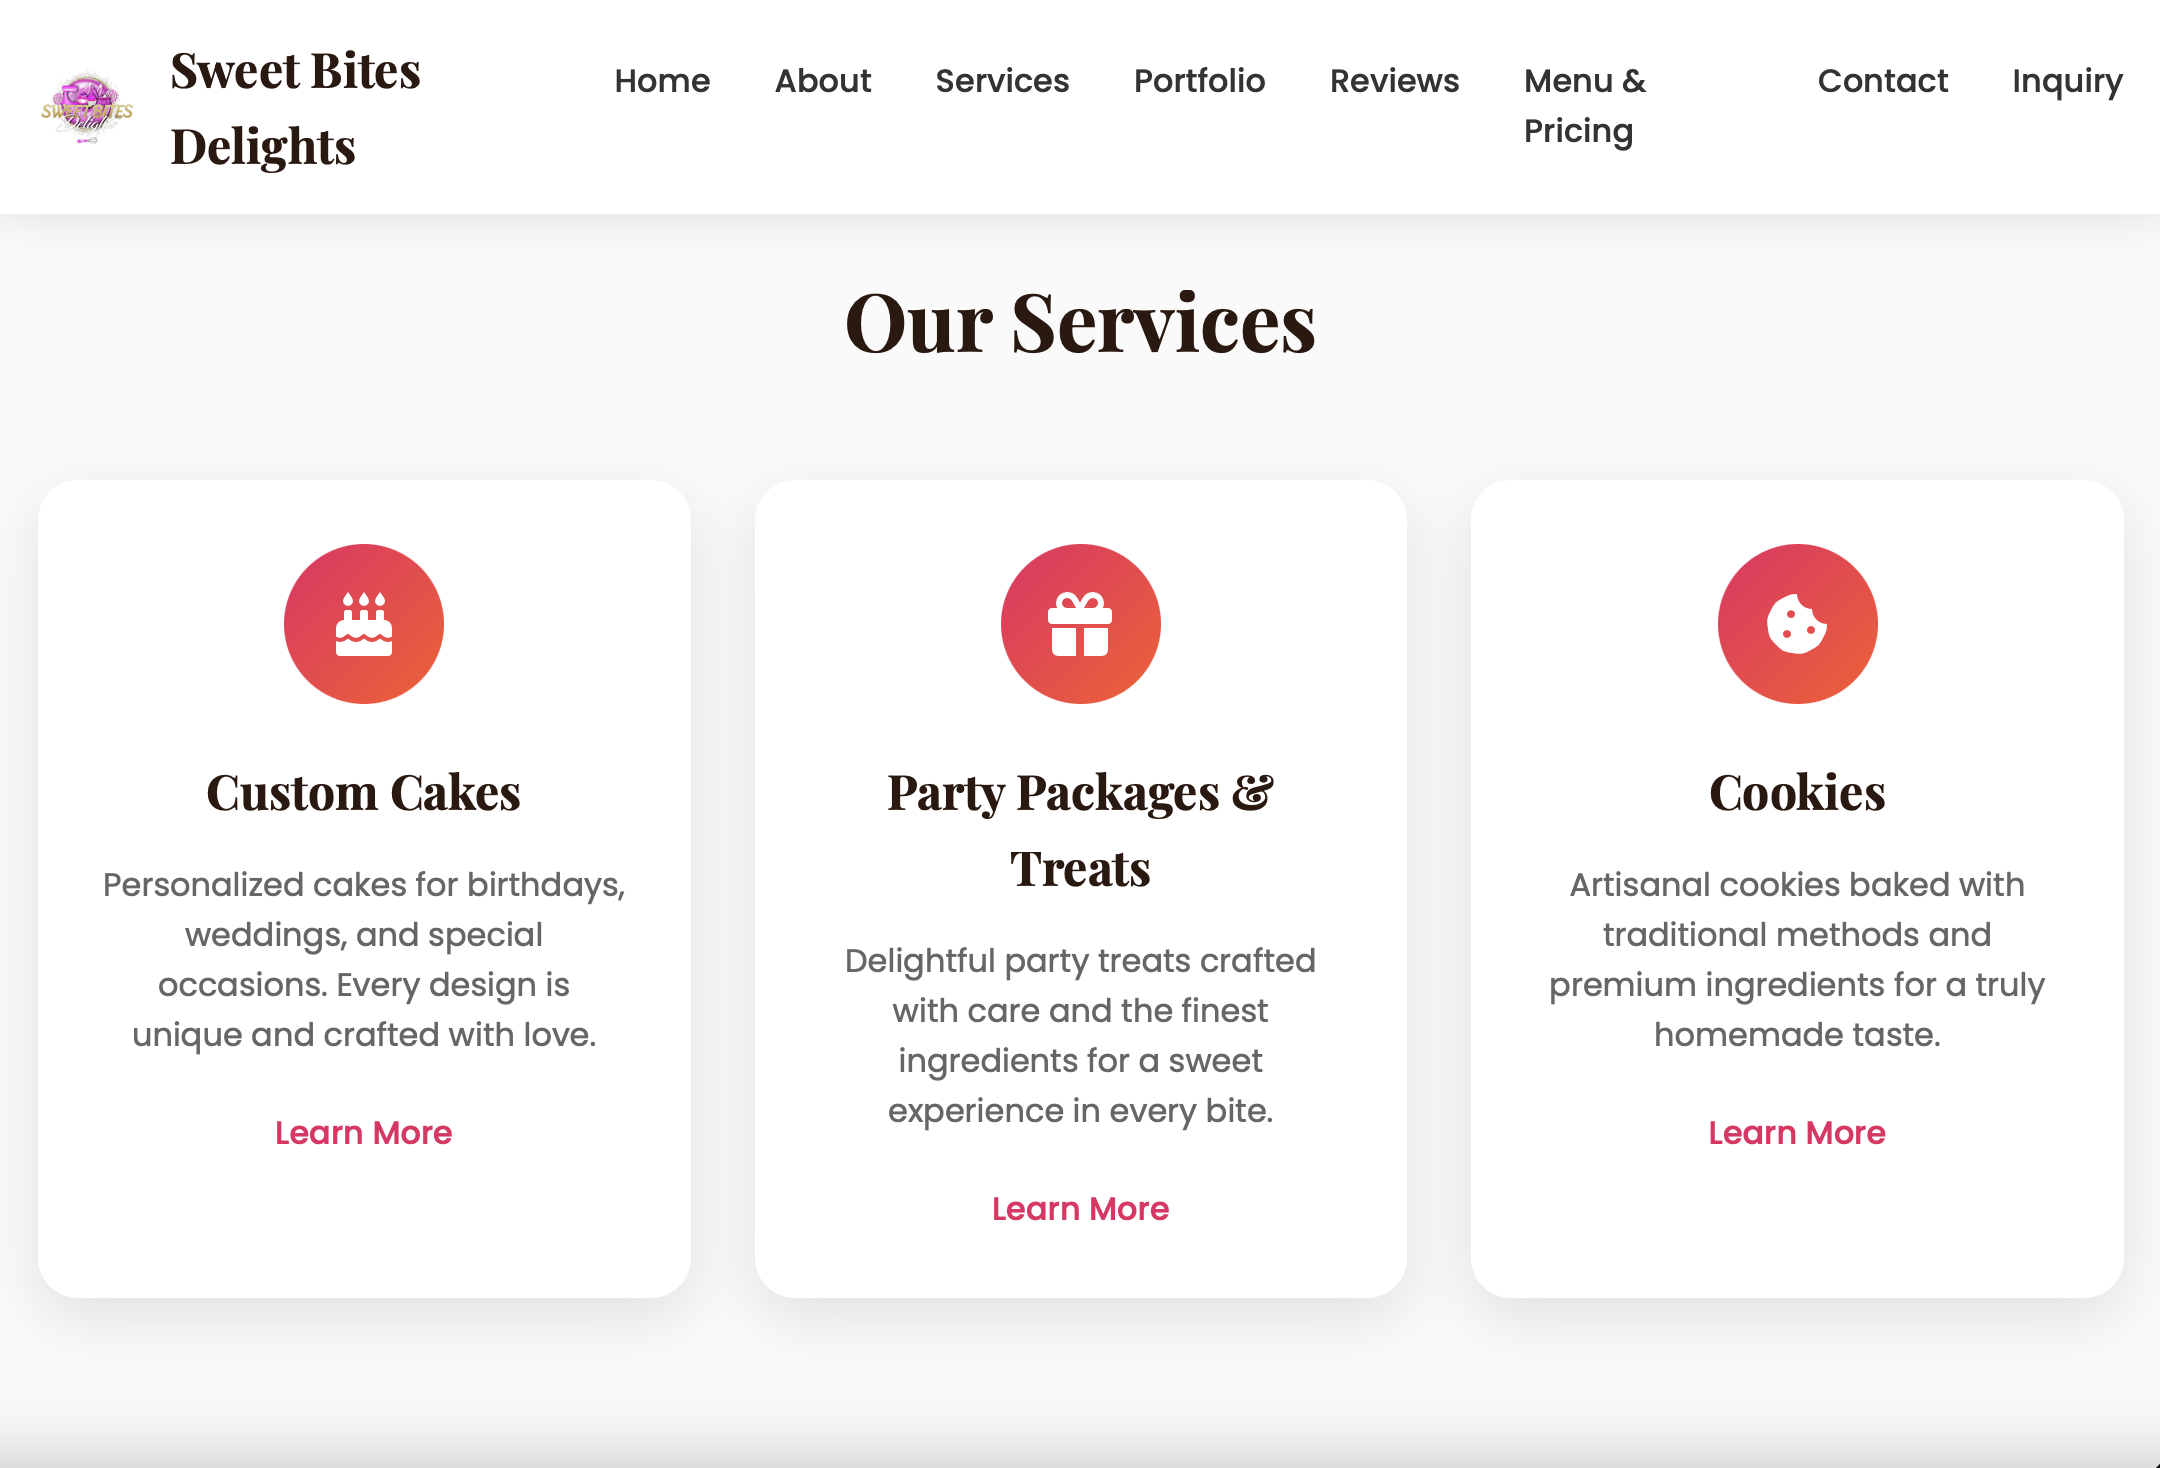 SWEET BITES
Delight
Sweet Bites
Delights
Home About Services Portfolio Reviews Menu & Contact Inquiry
Pricing
Our Services
Custom Cakes
Personalized cakes for birthdays,
weddings, and special
occasions. Every design is
unique and crafted with love.
Learn More
Party Packages &
Treats
Delightful party treats crafted
with care and the finest
ingredients for a sweet
experience in every bite.
Learn More
Cookies
Artisanal cookies baked with
traditional methods and
premium ingredients for a truly
homemade taste.
Learn More